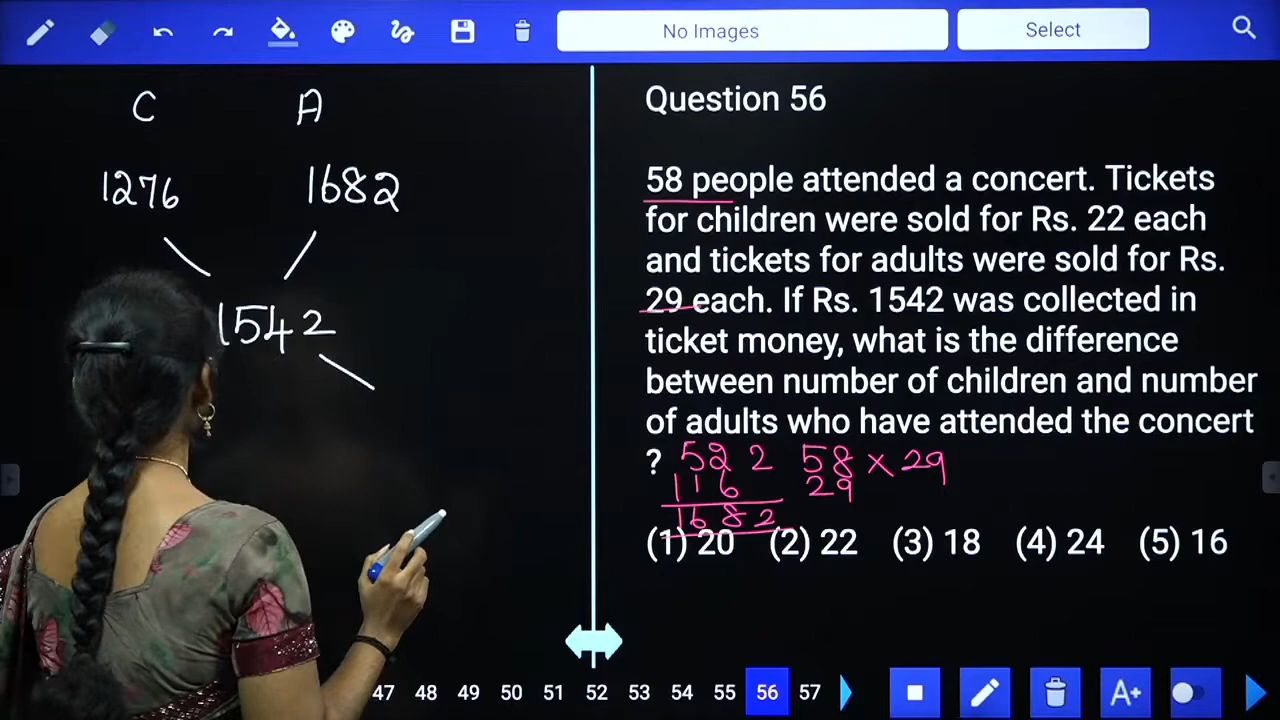 No Images
Select
C A
1276 1682
1542
Question 56
58 people attended a concert. Tickets
for children were sold for Rs. 22 each
and tickets for adults were sold for Rs.
29 each. If Rs. 1542 was collected in
ticket money, what is the difference
between number of children and number
of adults who have attended the concert
? 522 58 × 29
116 29
1682
(1) 20 (2) 22 (3) 18 (4) 24 (5) 16
47 48 49 50 51 52 53 54 55 56 57
A+